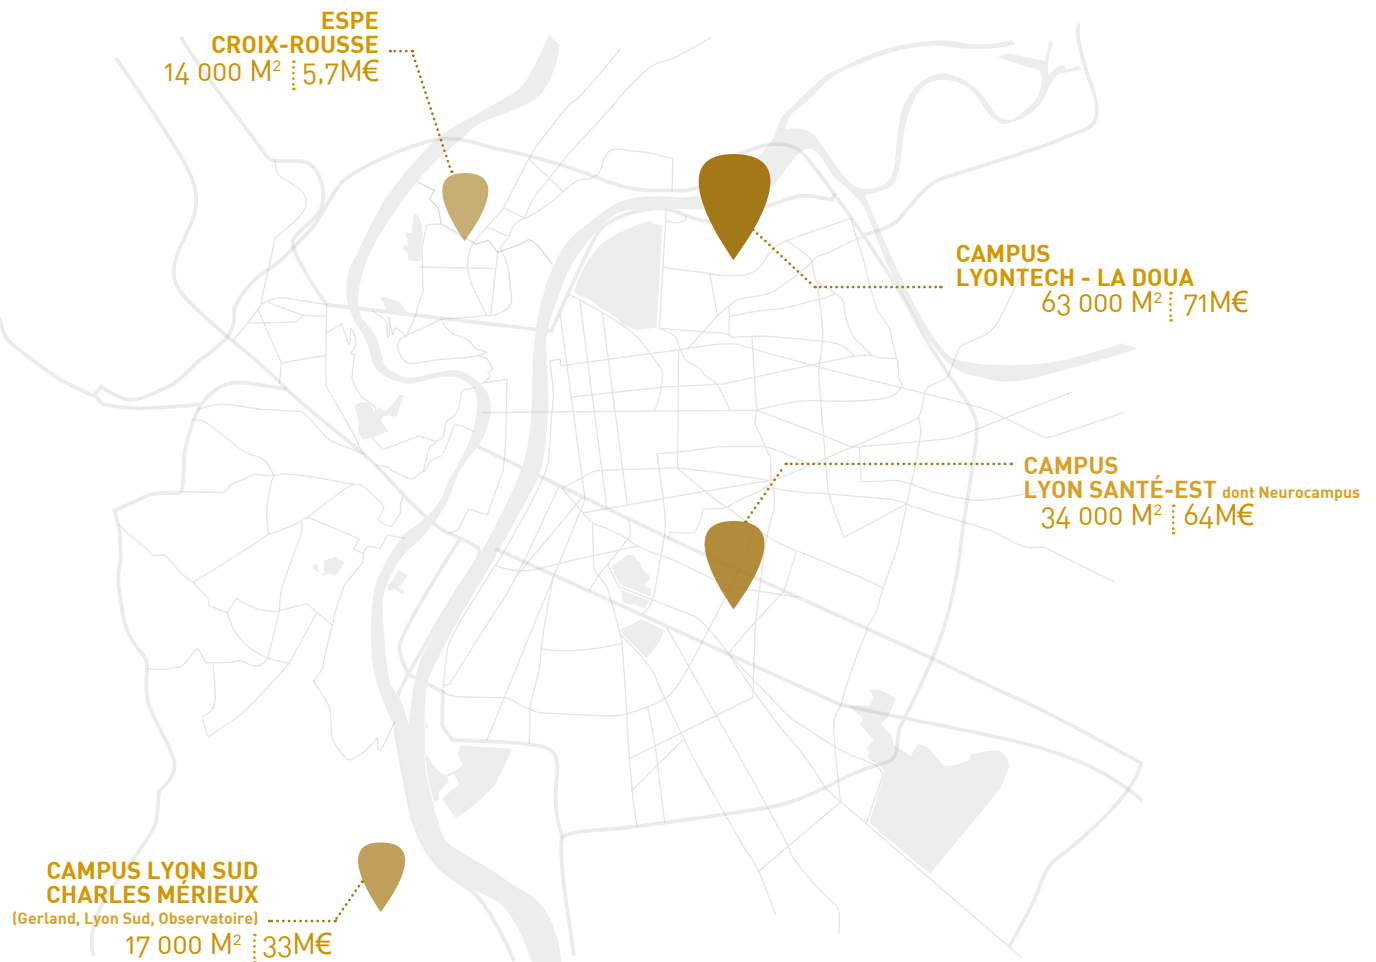 ESPE
CROIX-ROUSSE
14 000 M² 5,7M€
CAMPUS
LYONTECH - LA DOUA
63 000 M² 71M€
CAMPUS
LYON SANTÉ-EST dont Neurocampus
34 000 M² 64M€
CAMPUS LYON SUD
CHARLES MÉRIEUX
(Gerland, Lyon Sud, Observatoire)
17 000 M² 33M€